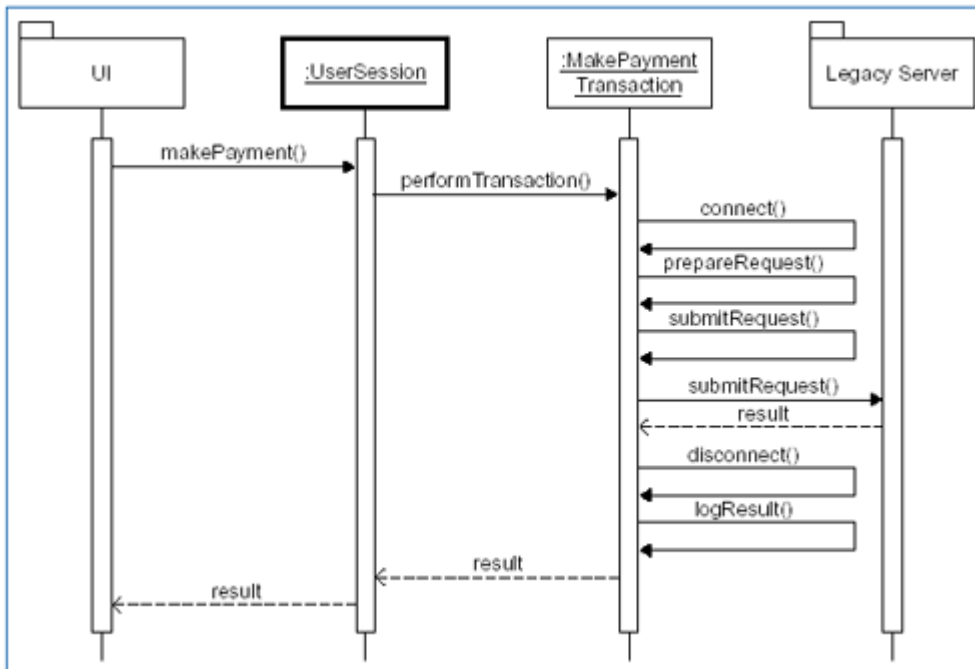 UI
:UserSession
:MakePayment
Transaction
Legacy Server
makePayment()
performTransaction()
connect()
prepareRequest()
submitRequest()
submitRequest()
result
disconnect()
logResult()
result
result